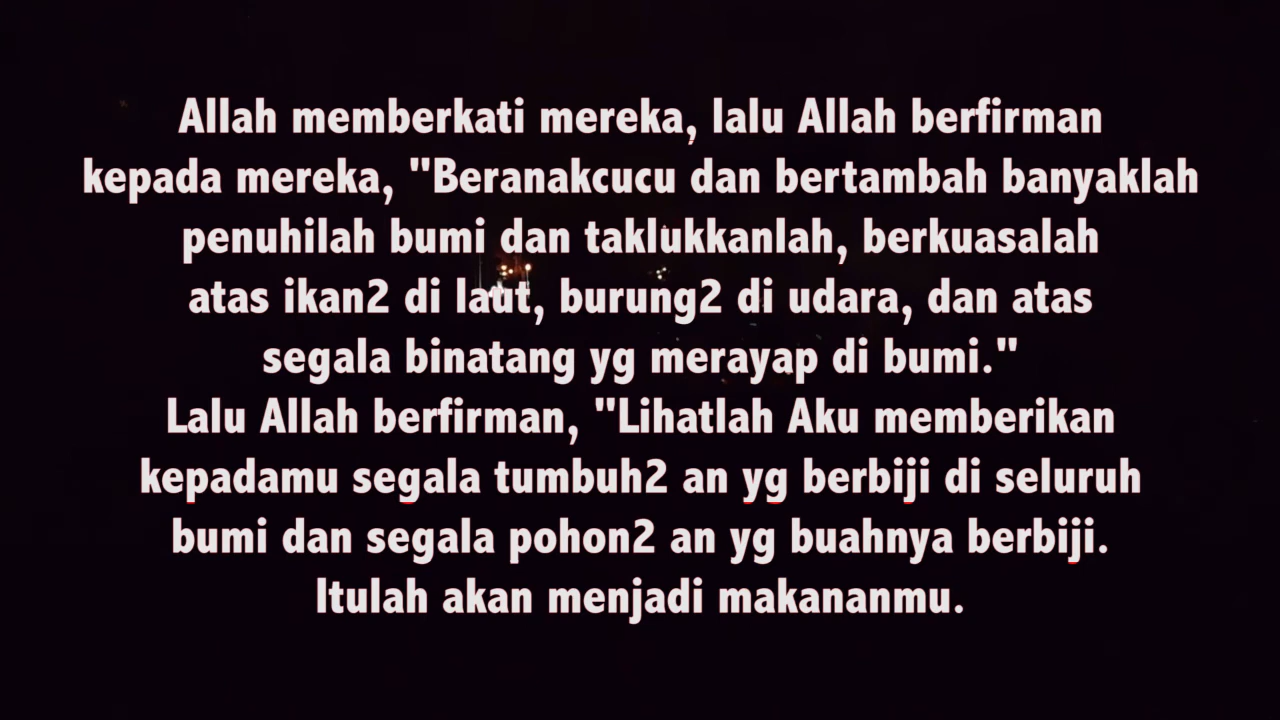 Allah memberkati mereka, lalu Allah berfirman
kepada mereka, "Beranakcucu dan bertambah banyaklah
penuhilah bumi dan taklukkanlah, berkuasalah
atas ikan2 di laut, burung2 di udara, dan atas
segala binatang yg merayap di bumi."
Lalu Allah berfirman, "Lihatlah Aku memberikan
kepadamu segala tumbuh2 an yg berbiji di seluruh
bumi dan segala pohon2 an yg buahnya berbiji.
Itulah akan menjadi makananmu.